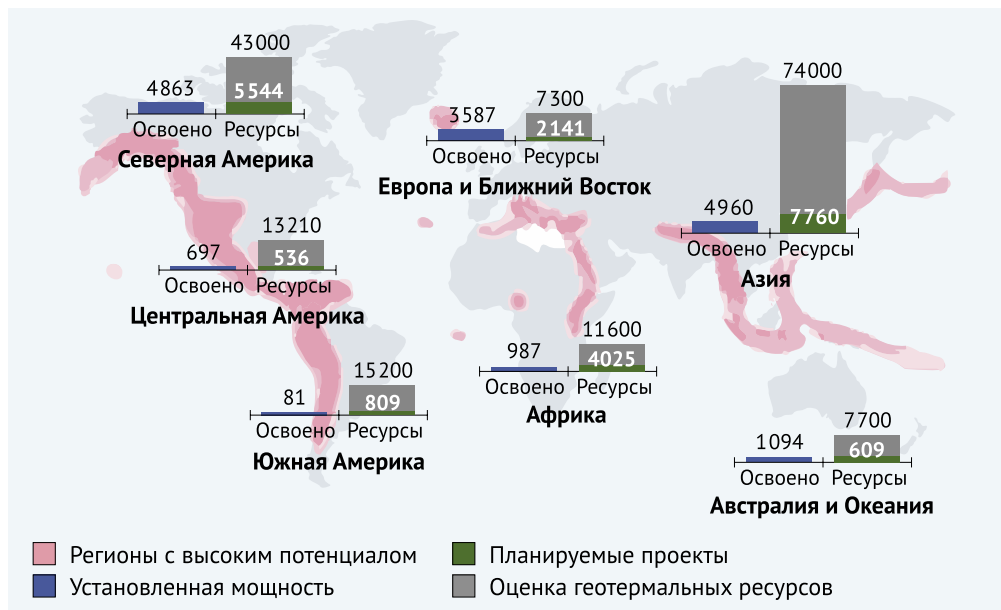 43000
4863
5544
Освоено Ресурсы
Северная Америка
7300
3587
2141
Освоено Ресурсы
Европа и Ближний Восток
74000
4960
7760
Освоено Ресурсы
Азия
13210
697
536
Освоено Ресурсы
Центральная Америка
11600
987
4025
Освоено Ресурсы
Африка
15200
81
809
Освоено Ресурсы
Южная Америка
7700
1094
609
Освоено Ресурсы
Австралия и Океания
Регионы с высоким потенциалом
Установленная мощность
Планируемые проекты
Оценка геотермальных ресурсов